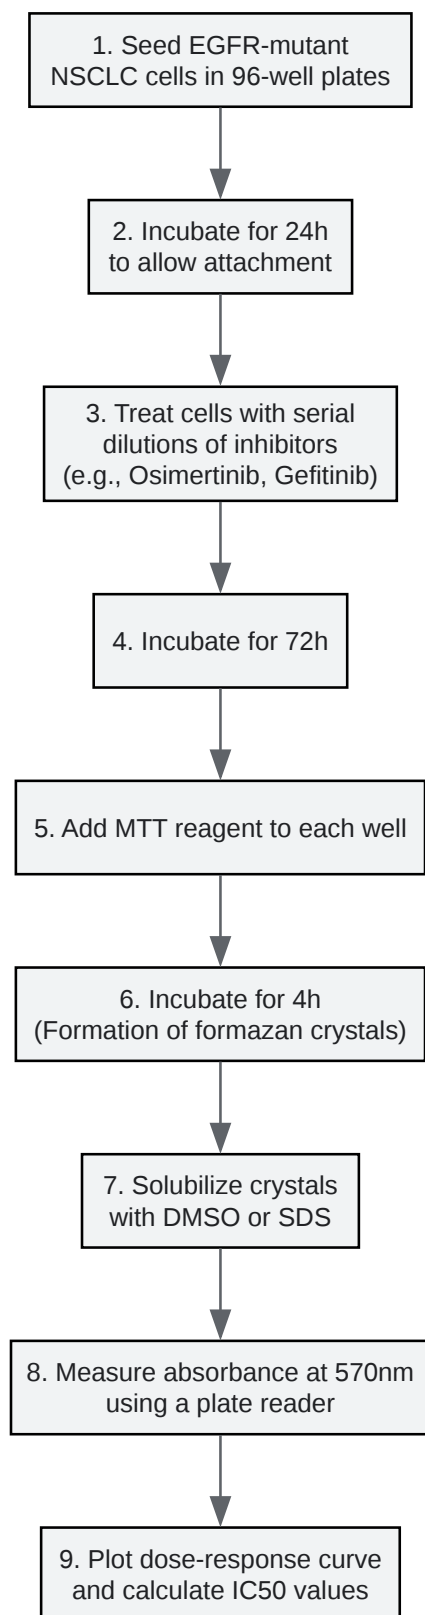 1. Seed EGFR-mutant
NSCLC cells in 96-well plates
2. Incubate for 24h
to allow attachment
3. Treat cells with serial
dilutions of inhibitors
(e.g., Osimertinib, Gefitinib)
4. Incubate for 72h
5. Add MTT reagent to each well
6. Incubate for 4h
(Formation of formazan crystals)
7. Solubilize crystals
with DMSO or SDS
8. Measure absorbance at 570nm
using a plate reader
9. Plot dose-response curve
and calculate IC50 values